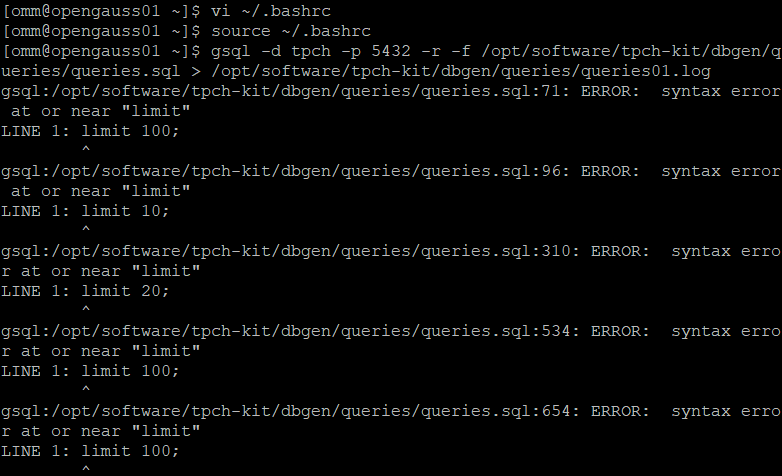 [omm@opengauss01 ~]$ vi ~/.bashrc
[omm@opengauss01 ~]$ source ~/.bashrc
[omm@opengauss01 ~]$ gsql -d tpch -p 5432 -r -f /opt/software/tpch-kit/dbgen/q
ueries/queries.sql > /opt/software/tpch-kit/dbgen/queries/queries01.log
gsql:/opt/software/tpch-kit/dbgen/queries/queries.sql:71: ERROR:  syntax error
 at or near "limit"
LINE 1: limit 100;
        ^
gsql:/opt/software/tpch-kit/dbgen/queries/queries.sql:96: ERROR:  syntax error
 at or near "limit"
LINE 1: limit 10;
        ^
gsql:/opt/software/tpch-kit/dbgen/queries/queries.sql:310: ERROR:  syntax erro
r at or near "limit"
LINE 1: limit 20;
        ^
gsql:/opt/software/tpch-kit/dbgen/queries/queries.sql:534: ERROR:  syntax erro
r at or near "limit"
LINE 1: limit 100;
        ^
gsql:/opt/software/tpch-kit/dbgen/queries/queries.sql:654: ERROR:  syntax erro
r at or near "limit"
LINE 1: limit 100;
        ^